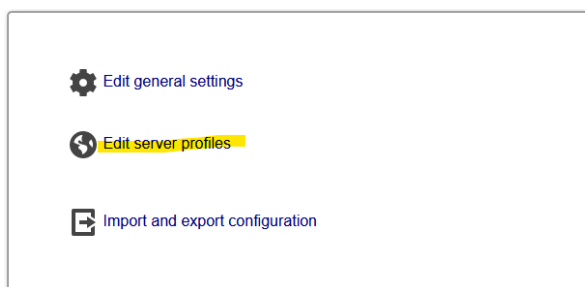 Edit general settings
Edit server profiles
Import and export configuration